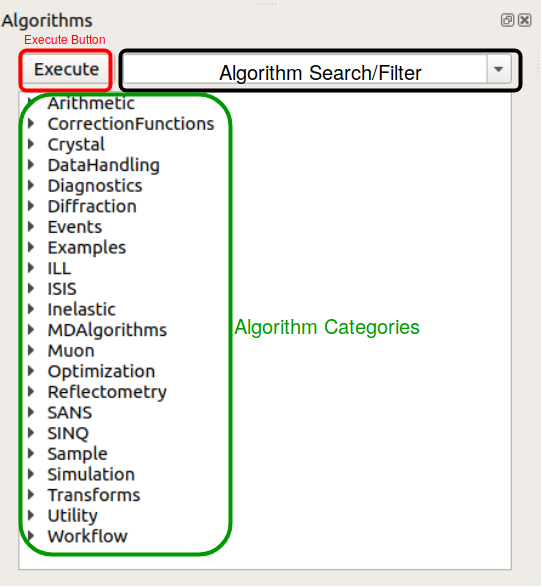 Algorithms
Execute Button
Execute
Algorithm Search/Filter
Arithmetic
CorrectionFunctions
Crystal
DataHandling
Diagnostics
Diffraction
Events
Examples
ILL
ISIS
Inelastic
Algorithm Categories
MDAlgorithms
Muon
Optimization
Reflectometry
SANS
SINQ
Sample
Simulation
Transforms
Utility
Workflow